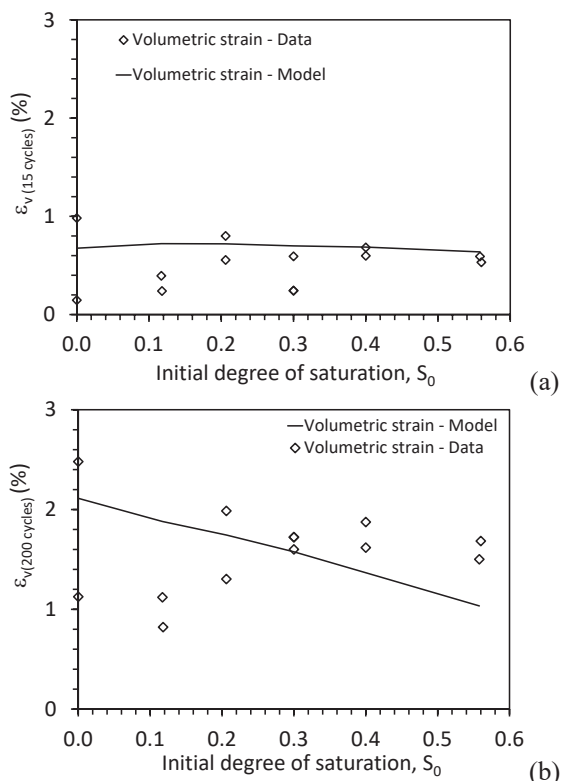 3
◇ Volumetric strain - Data
— Volumetric strain - Model
2
1
0
εv (15 cycles) (%)
0.0 0.1 0.2 0.3 0.4 0.5 0.6
Initial degree of saturation, S0
(a)
3
— Volumetric strain - Model
◇ Volumetric strain - Data
2
1
0
εv(200 cycles) (%)
0.0 0.1 0.2 0.3 0.4 0.5 0.6
Initial degree of saturation, S0
(b)